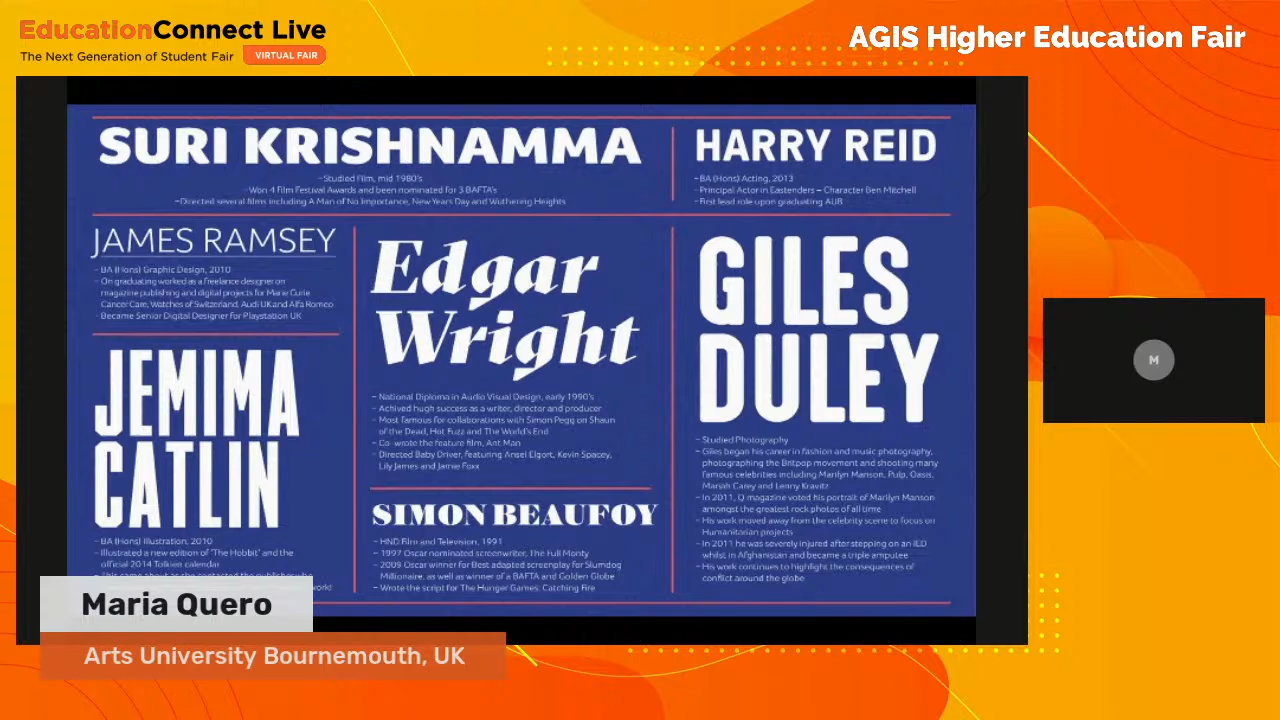 EducationConnect Live
The Next Generation of Student Fair VIRTUAL FAIR
AGIS Higher Education Fair
SURI KRISHNAMMA
–Studied Film, mid 1980's
–Won 4 Film Festival Awards and been nominated for 3 BAFTA's
–Directed several films including A Man of No Importance, New Years Day and Wuthering Heights
HARRY REID
–BA (Hons) Acting, 2013
–Principal Actor in Eastenders – Character Ben Mitchell
–First lead role upon graduating AUB
JAMES RAMSEY
– BA (Hons) Graphic Design, 2010
– On graduating worked as a freelance designer on
magazine publishing and digital projects for Marie Curie
Cancer Care, Watches of Switzerland, Audi UK and Alfa Romeo
– Became Senior Digital Designer for Playstation UK
JEMIMA
CATLIN
– BA (Hons) Illustration, 2010
– Illustrated a new edition of "The Hobbit" and the
official 2014 Tolkien calendar
– This came about as she contacted the publisher who
world
Edgar
Wright
– National Diploma in Audio Visual Design, early 1990's
– Achived hugh success as a writer, director and producer
– Most famous for collaborations with Simon Pegg on Shaun
of the Dead, Hot Fuzz and The World's End
– Co-wrote the feature film, Ant Man
– Directed Baby Driver, featuring Ansel Elgort, Kevin Spacey,
Lily James and Jamie Foxx
SIMON BEAUFOY
– HND Film and Television, 1991
– 1997 Oscar nominated screenwriter, The Full Monty
– 2009 Oscar winner for Best adapted screenplay for Slumdog
Millionaire, as well as winner of a BAFTA and Golden Globe
– Wrote the script for The Hunger Games: Catching Fire
GILES
DULEY
– Studied Photography
– Giles began his career in fashion and music photography,
photographing the Britpop movement and shooting many
famous celebrities including Marilyn Manson, Pulp, Oasis,
Mariah Carey and Lenny Kravitz
– In 2011, Q magazine voted his portrait of Marilyn Manson
amongst the greatest rock photos of all time
– His work moved away from the celebrity scene to focus on
Humanitarian projects
– In 2011 he was severely injured after stepping on an IED
whilst in Afghanistan and became a triple amputee
– His work continues to highlight the consequences of
conflict around the globe
M
Maria Quero
Arts University Bournemouth, UK